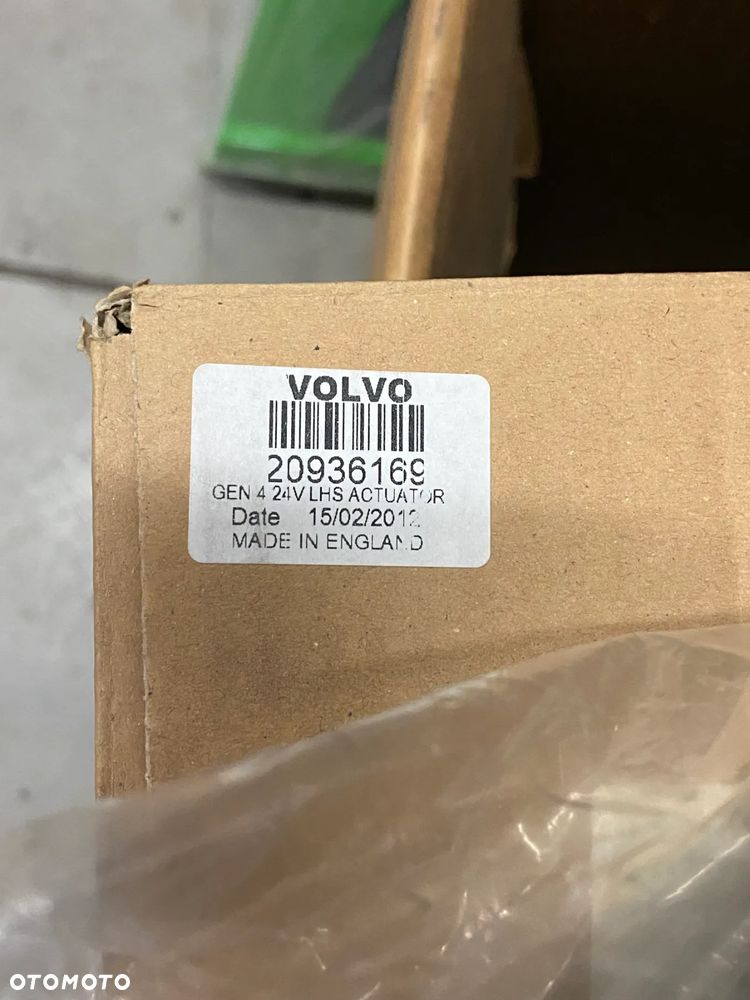 VOLVO
20936169
GEN 4 24V LHS ACTUATOR
Date 15/02/2012
MADE IN ENGLAND
OTOMOTO